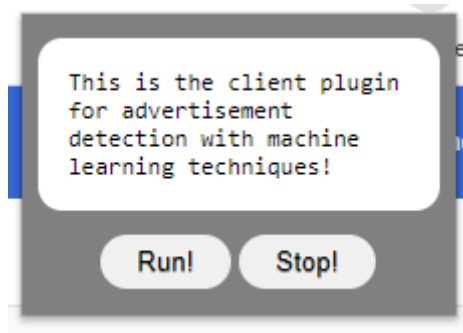 This is the client plugin
for advertisement
detection with machine
learning techniques!
Run! Stop!